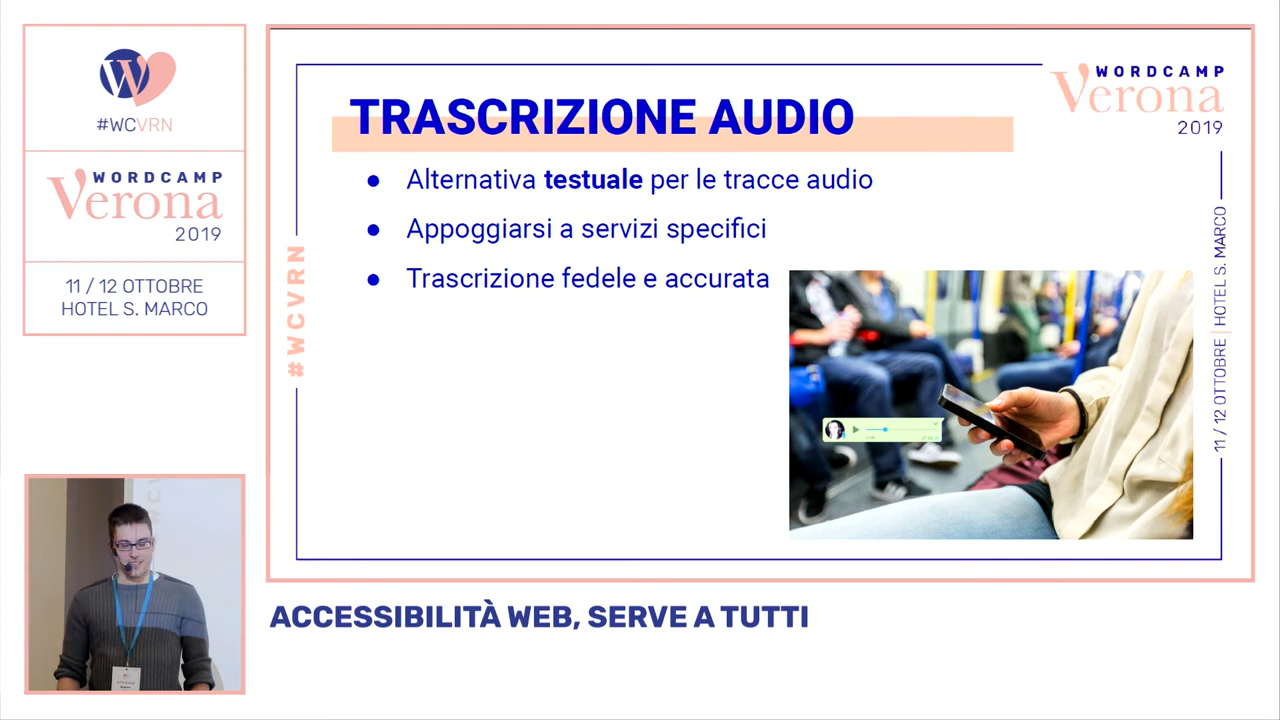 #WCVRN
WORDCAMP
Verona
2019
11 / 12 OTTOBRE
HOTEL S. MARCO
TRASCRIZIONE AUDIO
● Alternativa testuale per le tracce audio
● Appoggiarsi a servizi specifici
● Trascrizione fedele e accurata
#WCVRN
WORDCAMP
Verona
2019
11 / 12 OTTOBRE | HOTEL S. MARCO
ACCESSIBILITÀ WEB, SERVE A TUTTI